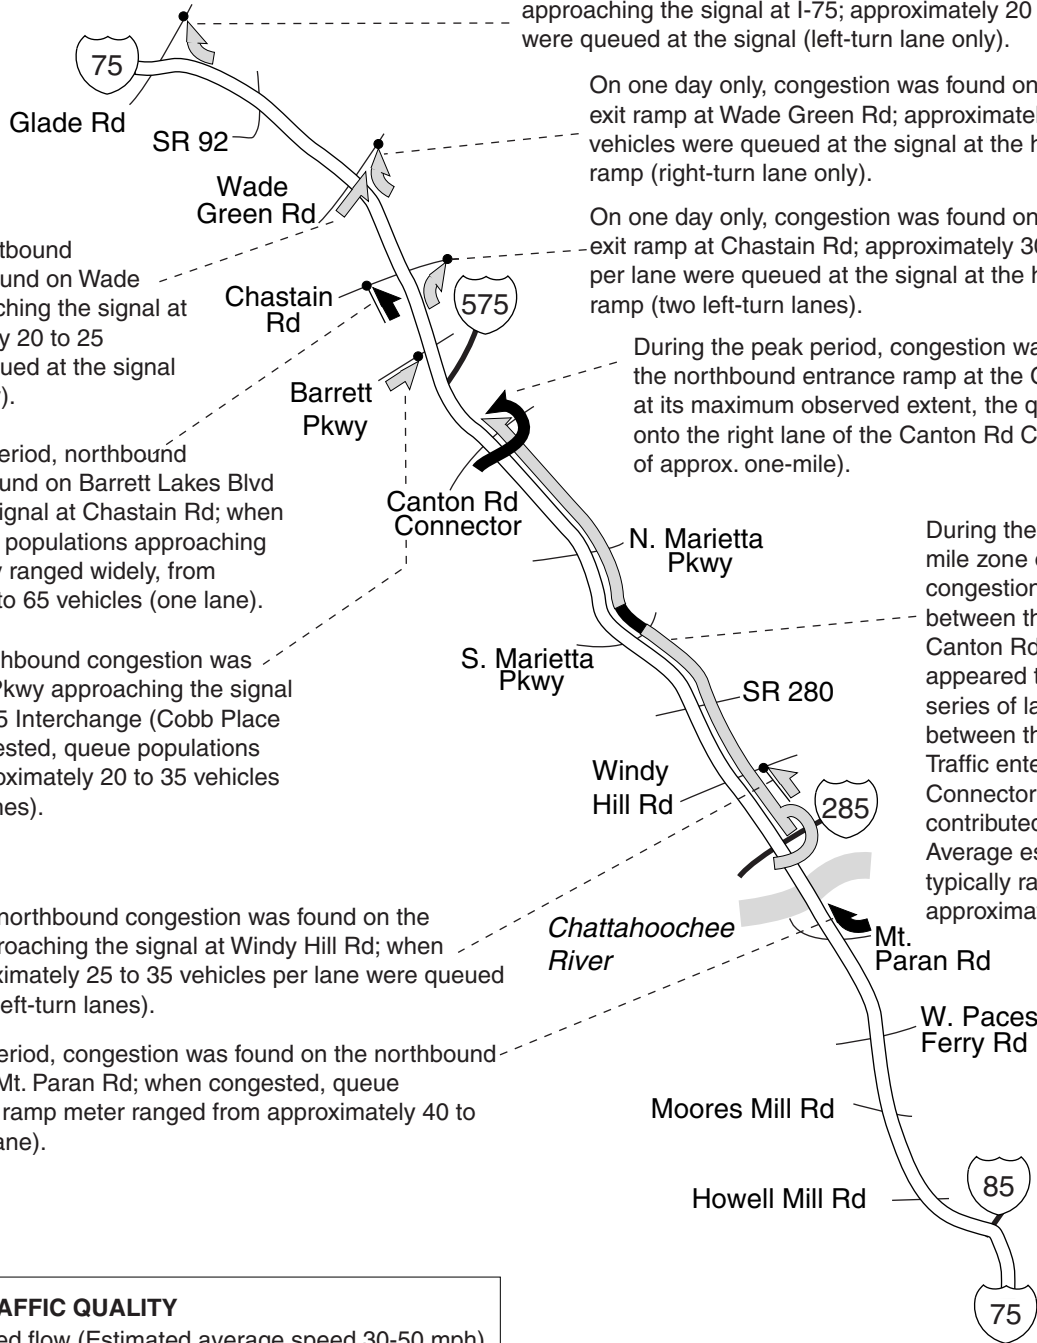 approaching the signal at I-75; approximately 20
were queued at the signal (left-turn lane only).
75
Glade Rd
SR 92
On one day only, congestion was found on
exit ramp at Wade Green Rd; approximatel
vehicles were queued at the signal at the h
ramp (right-turn lane only).
Wade
Green Rd
On one day only, congestion was found on
exit ramp at Chastain Rd; approximately 30
per lane were queued at the signal at the h
ramp (two left-turn lanes).
tbound
und on Wade
ching the signal at
y 20 to 25
ued at the signal
).
Chastain
Rd
575
During the peak period, congestion wa
the northbound entrance ramp at the C
at its maximum observed extent, the q
onto the right lane of the Canton Rd C
of approx. one-mile).
Barrett
Pkwy
eriod, northbound
und on Barrett Lakes Blvd
ignal at Chastain Rd; when
populations approaching
y ranged widely, from
to 65 vehicles (one lane).
Canton Rd
Connector
N. Marietta
Pkwy
During the
mile zone
congestion
between th
Canton Rd
appeared t
series of la
between th
Traffic ente
Connector
contributed
Average es
typically ra
approxima
hbound congestion was
Pkwy approaching the signal
5 Interchange (Cobb Place
ested, queue populations
oximately 20 to 35 vehicles
nes).
S. Marietta
Pkwy
SR 280
Windy
Hill Rd
285
northbound congestion was found on the
roaching the signal at Windy Hill Rd; when
ximately 25 to 35 vehicles per lane were queued
left-turn lanes).
Chattahoochee
River
Mt.
Paran Rd
eriod, congestion was found on the northbound
Mt. Paran Rd; when congested, queue
ramp meter ranged from approximately 40 to
ane).
W. Paces
Ferry Rd
Moores Mill Rd
Howell Mill Rd
85
75
AFFIC QUALITY
ed flow (Estimated average speed 30-50 mph)